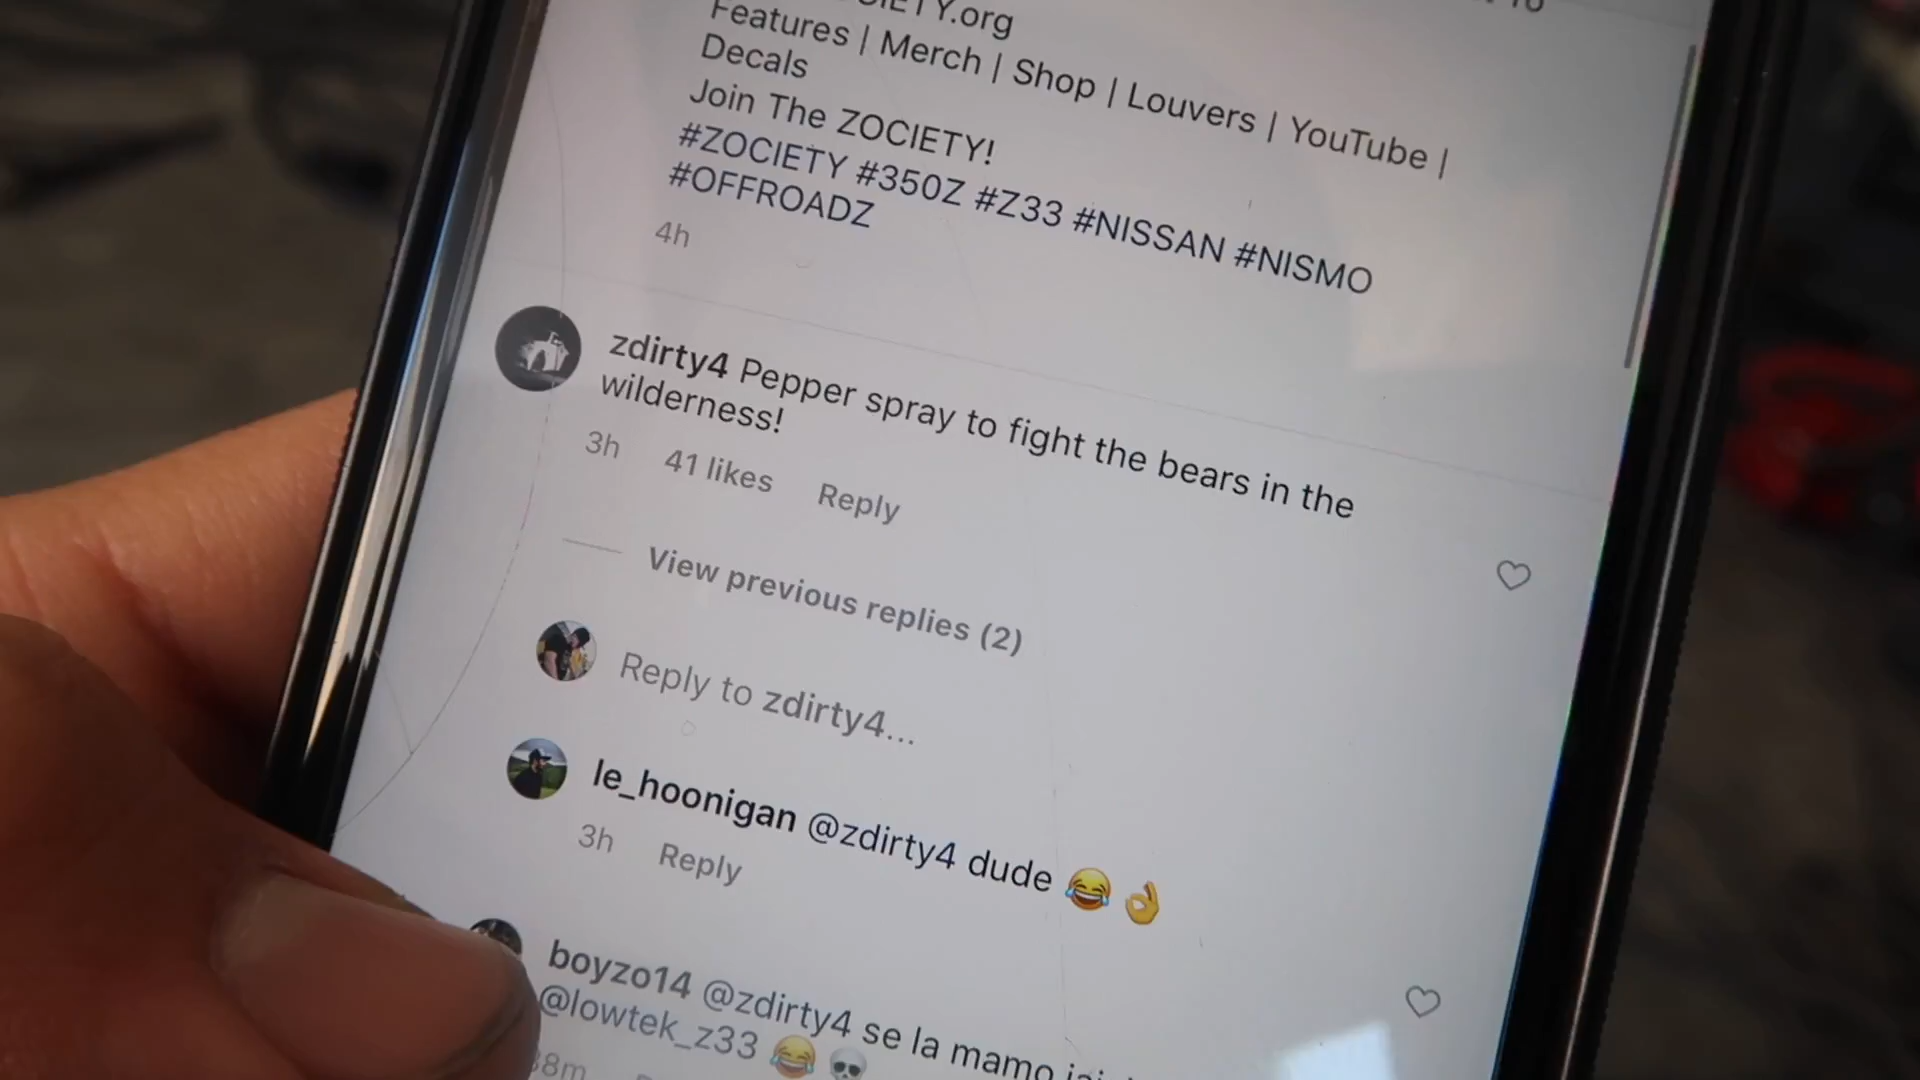 Features | Merch | Shop | Louvers | YouTube |
Decals
Join The ZOCIETY!
#ZOCIETY #350Z #Z33 #NISSAN #NISMO
#OFFROADZ
4h
zdirty4 Pepper spray to fight the bears in the
wilderness!
3h 41 likes Reply
View previous replies (2)
Reply to zdirty4...
le_hoonigan @zdirty4 dude 😂👌
3h Reply
boyzo14 @zdirty4 se la mamo
@lowtek_z33 😂💀